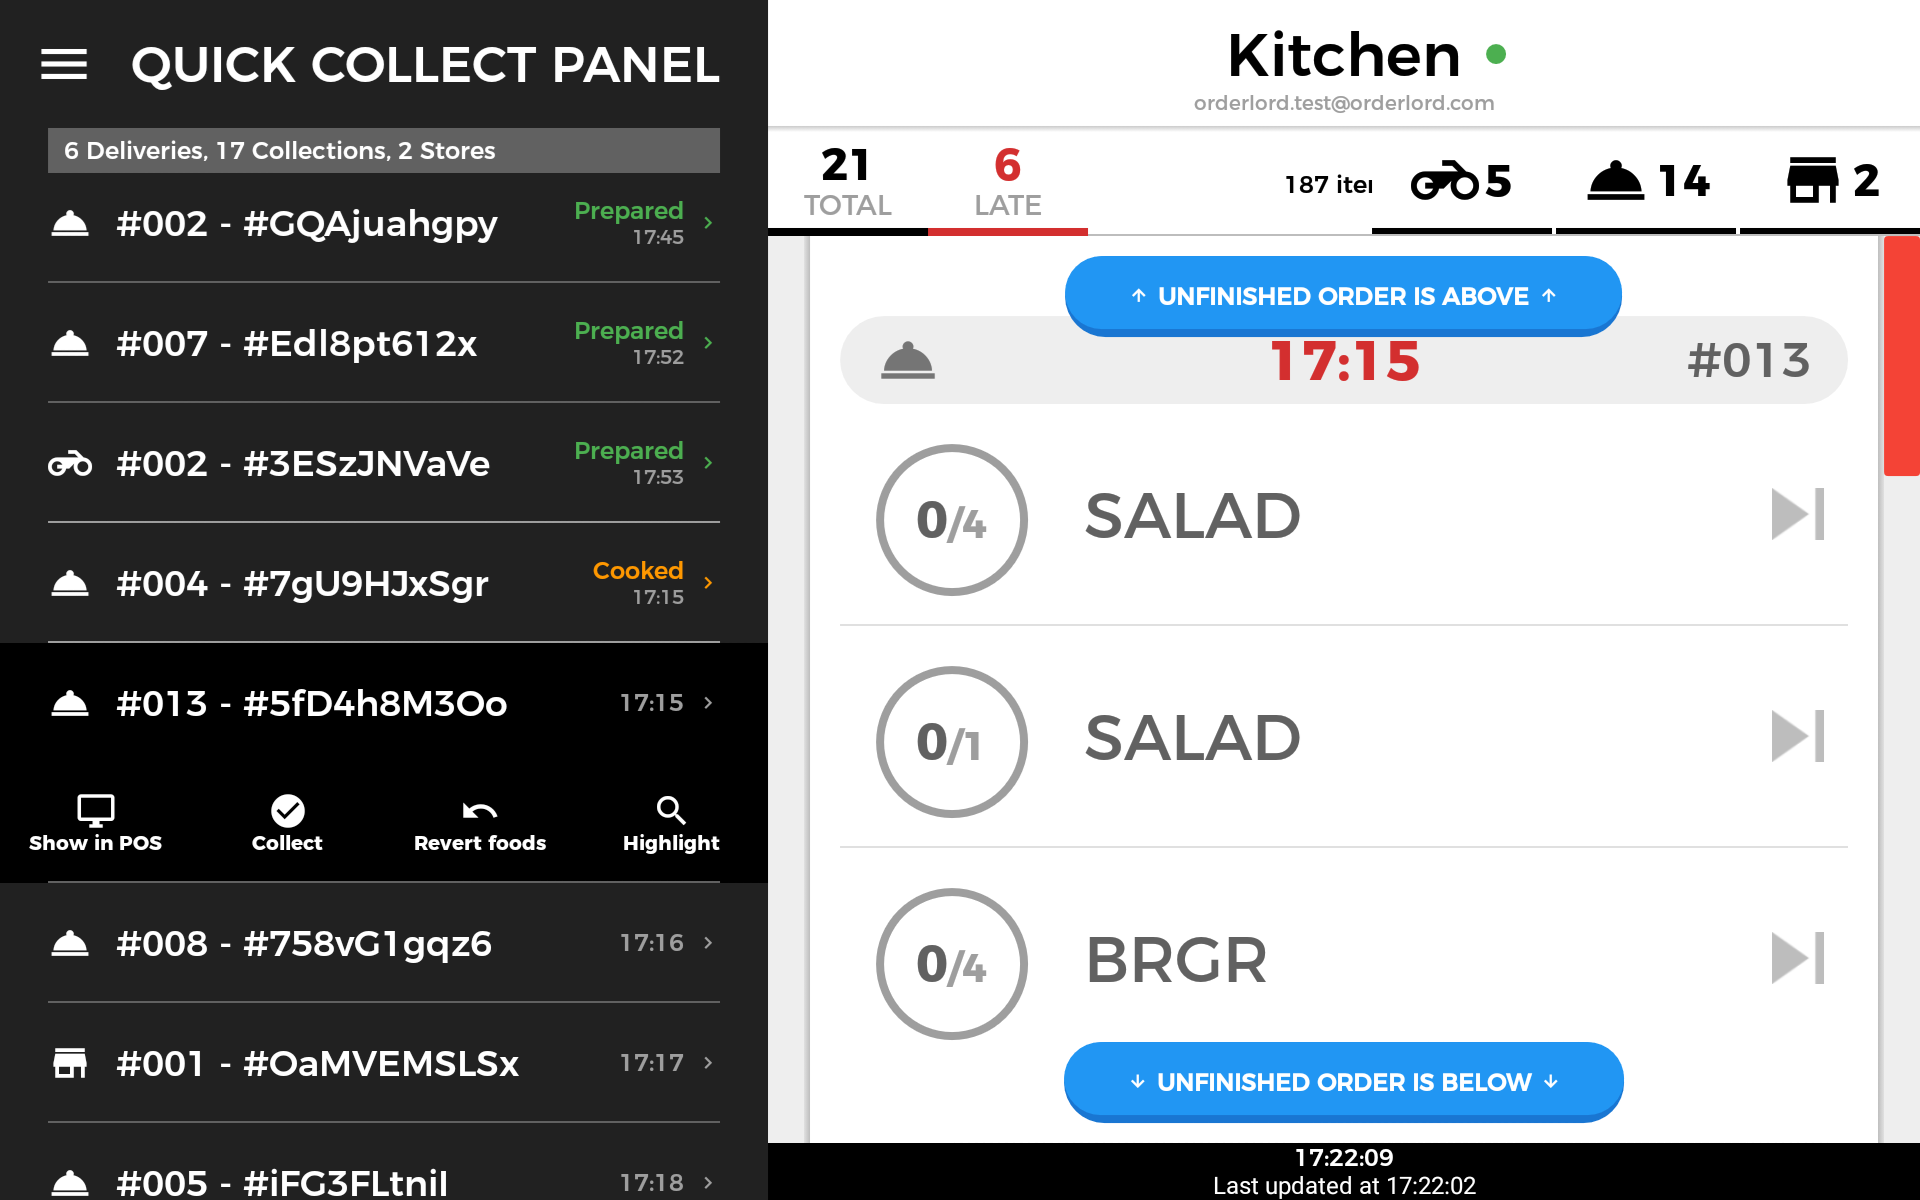 QUICK COLLECT PANEL
6 Deliveries, 17 Collections, 2 Stores
#002 - #GQAjuahgpy
Prepared
17:45
#007 - #Edl8pt612x
Prepared
17:52
#002 - #3ESzJNVaVe
Prepared
17:53
#004 - #7gU9HJxSgr
Cooked
17:15
#013 - #5fD4h8M3Oo
17:15
Show in POS
Collect
Revert foods
Highlight
#008 - #758vG1gqz6
17:16
#001 - #OaMVEMSLSx
17:17
#005 - #iFG3FLtnil
17:18
Kitchen
orderlord.test@orderlord.com
21
TOTAL
6
LATE
187 iter
5
14
2
UNFINISHED ORDER IS ABOVE
17:15
#013
0/4
SALAD
0/1
SALAD
0/4
BRGR
UNFINISHED ORDER IS BELOW
17:22:09
Last updated at 17:22:02